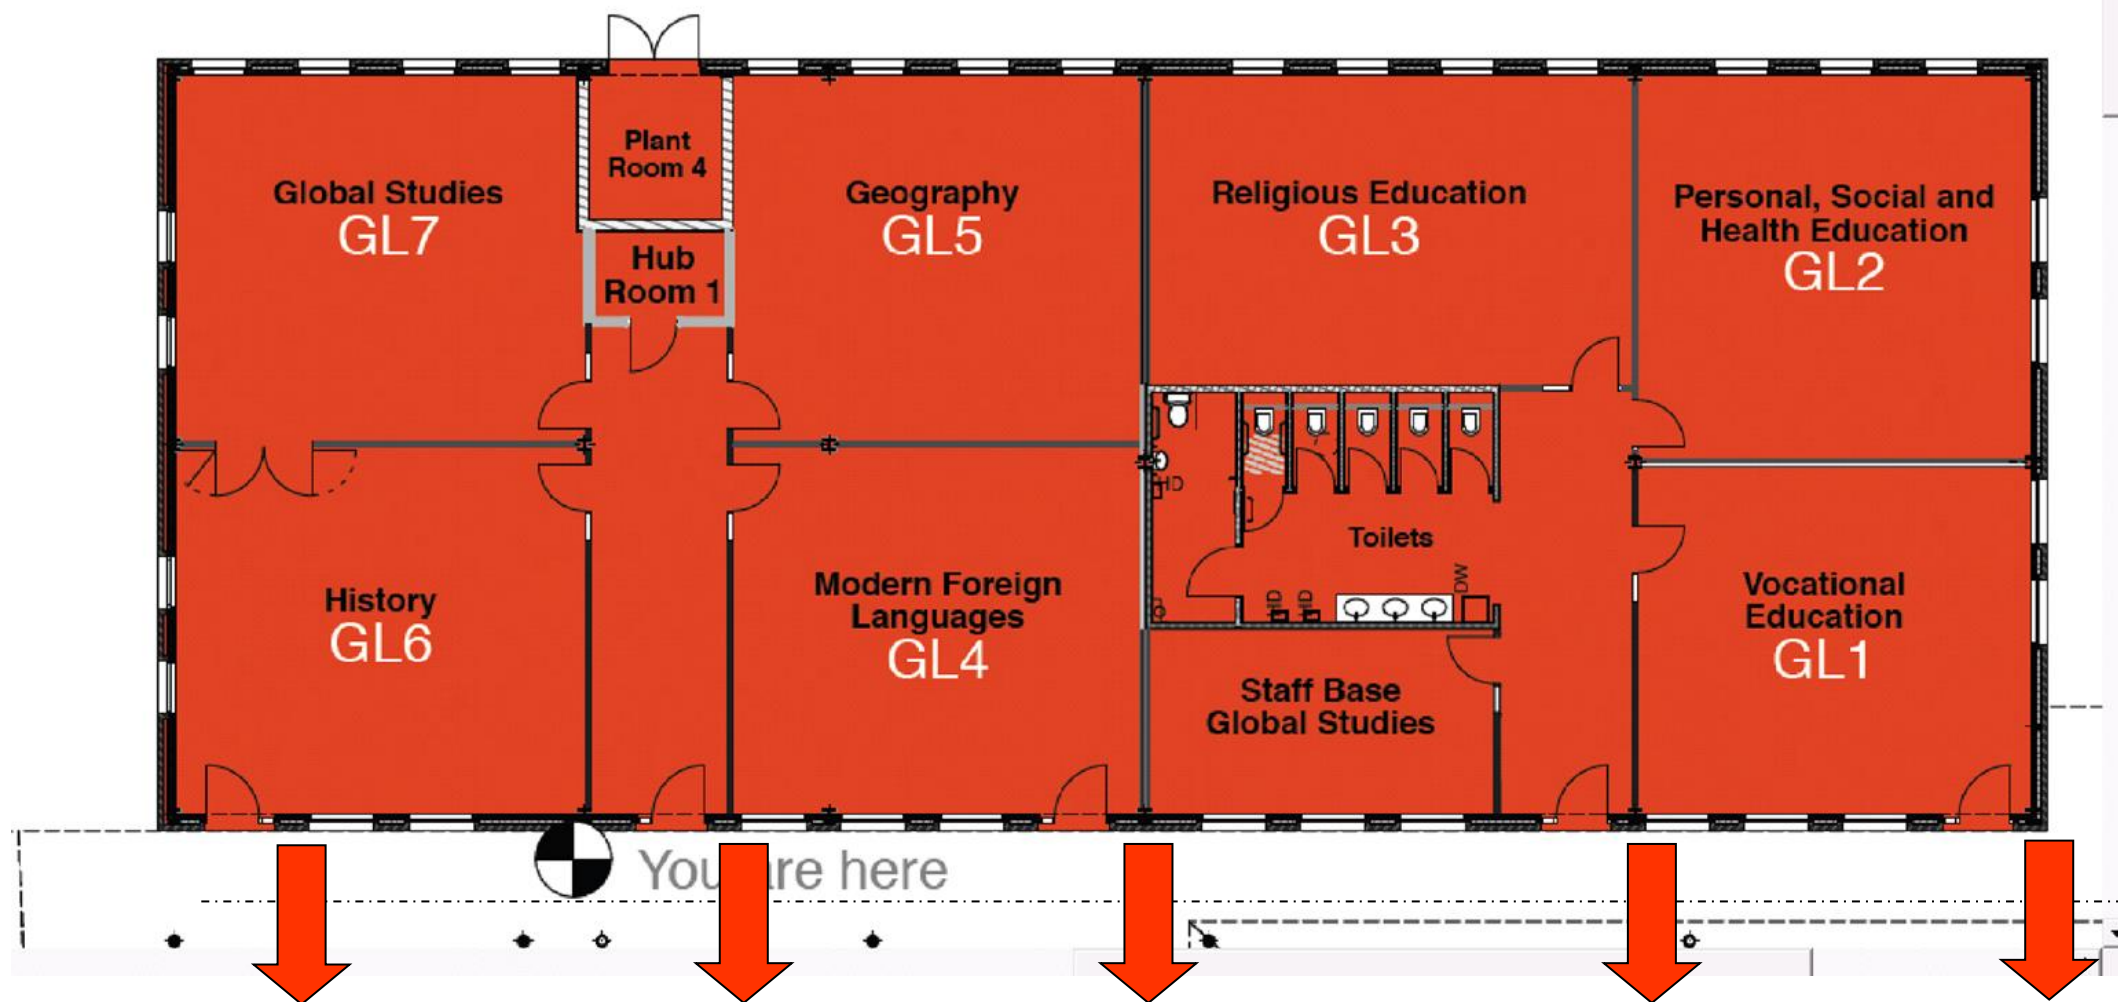 Global Studies
GL7
Plant
Room 4
Hub
Room 1
Geography
GL5
Religious Education
GL3
Personal, Social and
Health Education
GL2
History
GL6
Modern Foreign
Languages
GL4
HD
Toilets
HD
HD
DW
Staff Base
Global Studies
Vocational
Education
GL1
You are here